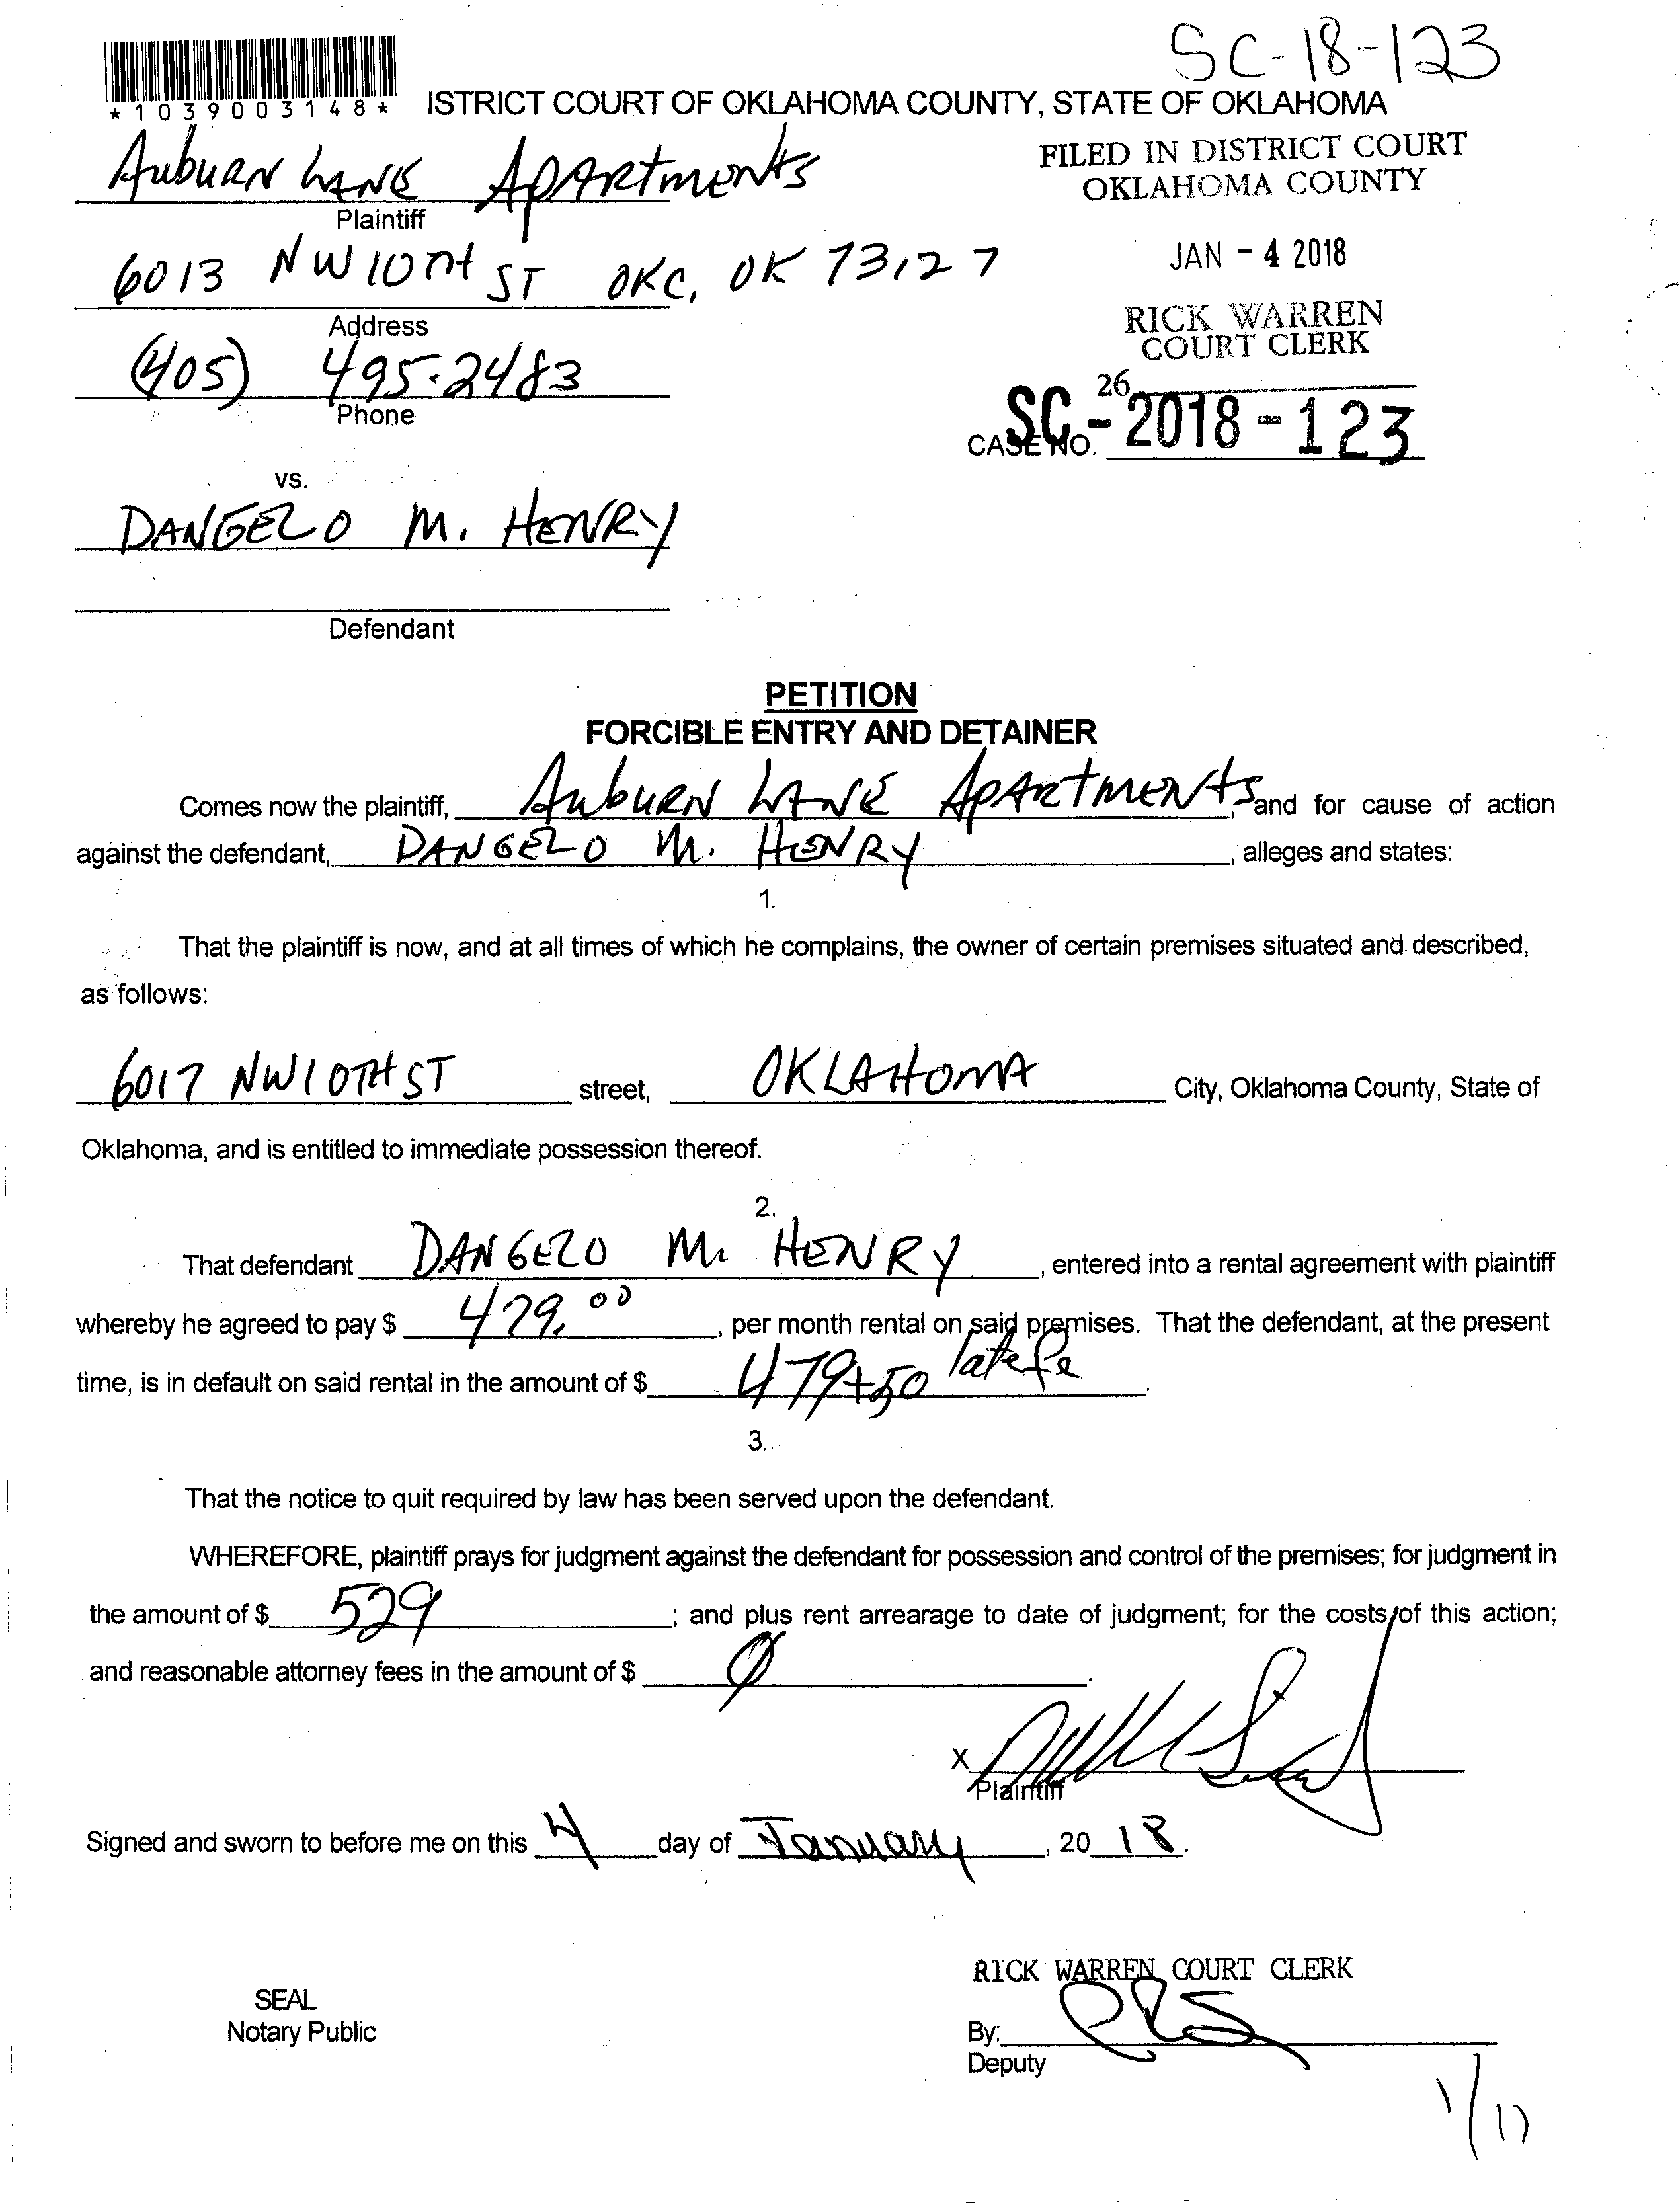 SC-18-123
*1039003148*
ISTRICT COURT OF OKLAHOMA COUNTY, STATE OF OKLAHOMA
FILED IN DISTRICT COURT
OKLAHOMA COUNTY
Auburn Lane Apartments
Plaintiff
6013 NW 10TH ST OKC, OK 73127
JAN - 4 2018
Address
RICK WARREN
COURT CLERK
(405) 495-2483
Phone
26
CASE NO. SC-2018-123
vs.
DANGELO M. HENRY
Defendant
PETITION
FORCIBLE ENTRY AND DETAINER
Comes now the plaintiff, Auburn Lane Apartments, and for cause of action
against the defendant, DANGELO M. HENRY, alleges and states:
1.
That the plaintiff is now, and at all times of which he complains, the owner of certain premises situated and described,
as follows:
6017 NW 10TH ST street, OKLAHOMA City, Oklahoma County, State of
Oklahoma, and is entitled to immediate possession thereof.
2.
That defendant DANGELO M. HENRY, entered into a rental agreement with plaintiff
whereby he agreed to pay $ 479.00, per month rental on said premises. That the defendant, at the present
time, is in default on said rental in the amount of $ 479+50 late fe.
3.
That the notice to quit required by law has been served upon the defendant.
WHEREFORE, plaintiff prays for judgment against the defendant for possession and control of the premises; for judgment in
the amount of $ 529; and plus rent arrearage to date of judgment; for the costs of this action;
and reasonable attorney fees in the amount of $ 0.
X
Plaintiff
Signed and sworn to before me on this 4 day of January, 20 18.
RICK WARREN COURT CLERK
SEAL
Notary Public
By:
Deputy
1/17